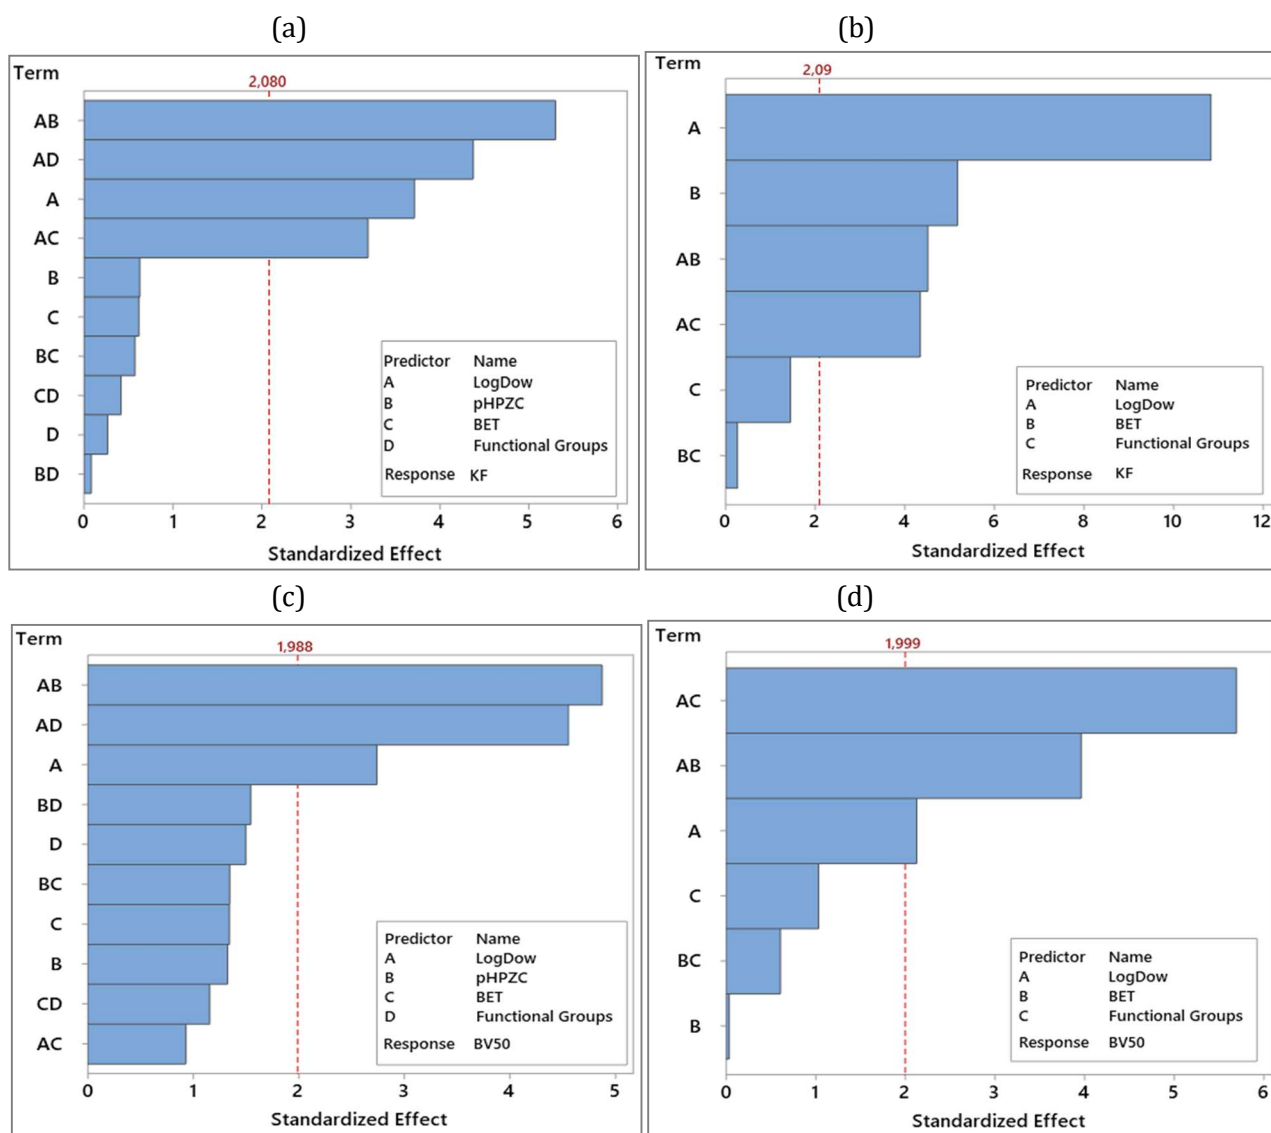 (a)
Term
2,080
AB
AD
A
AC
B
C
BC
CD
D
BD
Predictor Name
A LogDow
B pHPZC
C BET
D Functional Groups
Response KF
0 1 2 3 4 5 6
Standardized Effect
(b)
Term
2,09
A
B
AB
AC
C
BC
Predictor Name
A LogDow
B BET
C Functional Groups
Response KF
0 2 4 6 8 10 12
Standardized Effect
(c)
Term
1,988
AB
AD
A
BD
D
BC
C
B
CD
AC
Predictor Name
A LogDow
B pHPZC
C BET
D Functional Groups
Response BV50
0 1 2 3 4 5
Standardized Effect
(d)
Term
1,999
AC
AB
A
C
BC
B
Predictor Name
A LogDow
B BET
C Functional Groups
Response BV50
0 1 2 3 4 5 6
Standardized Effect